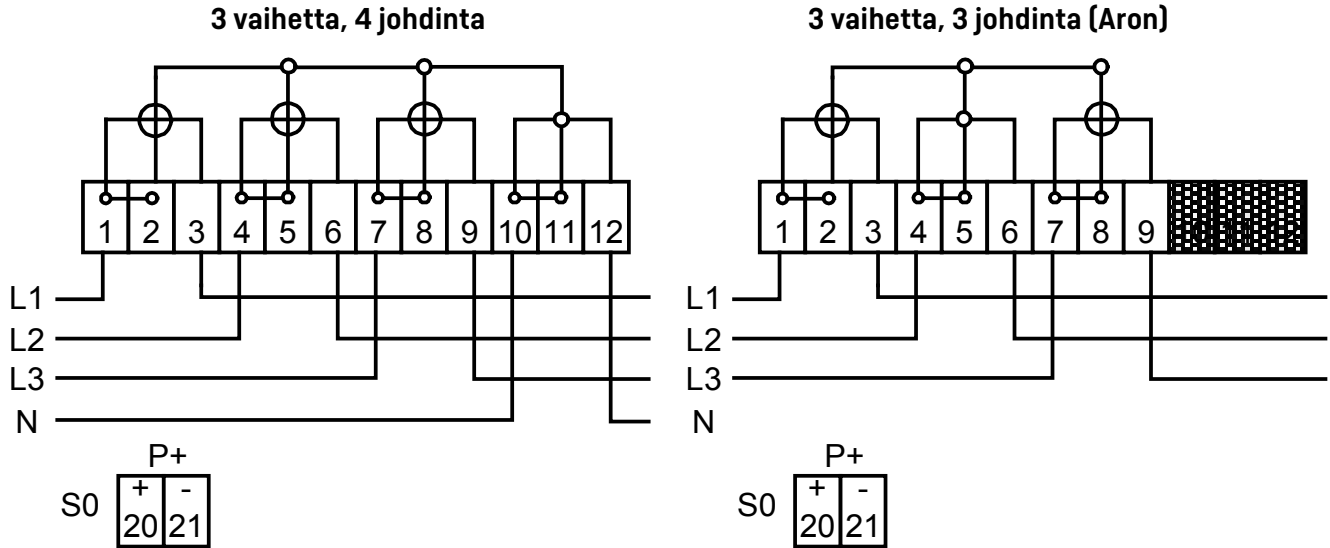 3 vaihetta, 4 johdinta
1 2 3 4 5 6 7 8 9 10 11 12
L1
L2
L3
N
P+
S0
+ -
20 21
3 vaihetta, 3 johdinta (Aron)
1 2 3 4 5 6 7 8 9
L1
L2
L3
N
P+
S0
+ -
20 21